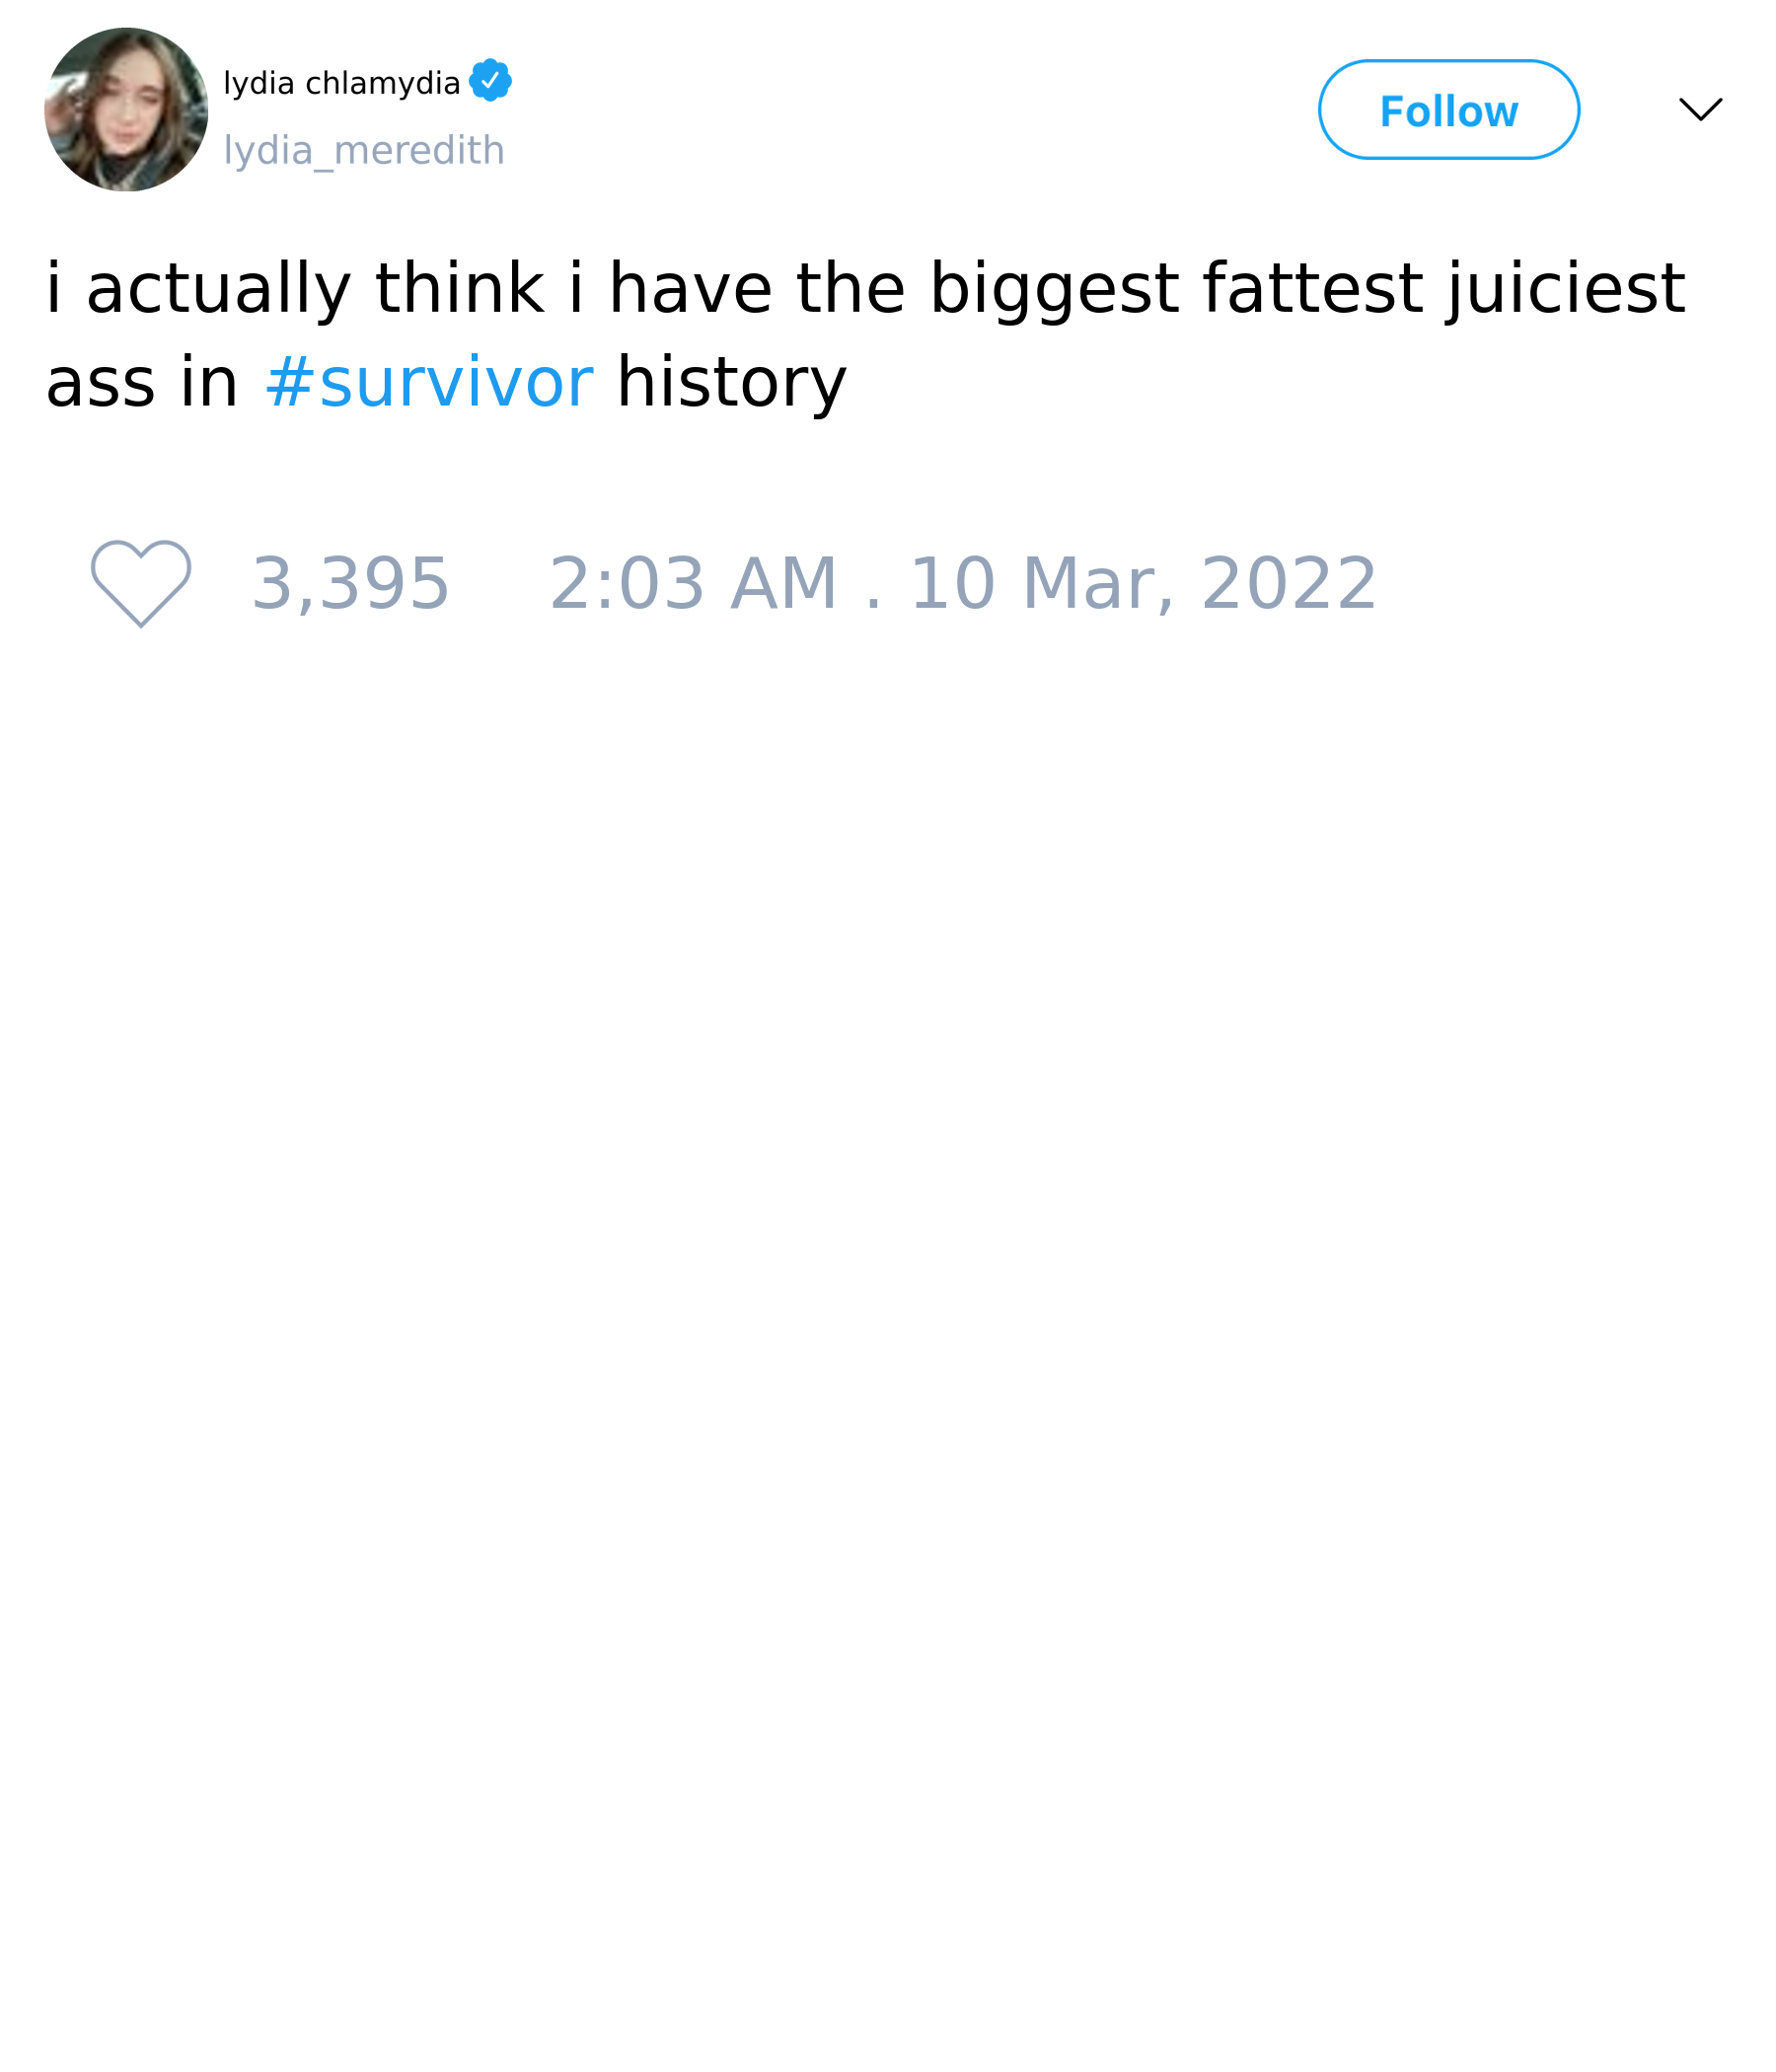 lydia chlamydia
Follow
lydia_meredith
i actually think i have the biggest fattest juiciest
ass in #survivor history
3,395 2:03 AM . 10 Mar, 2022